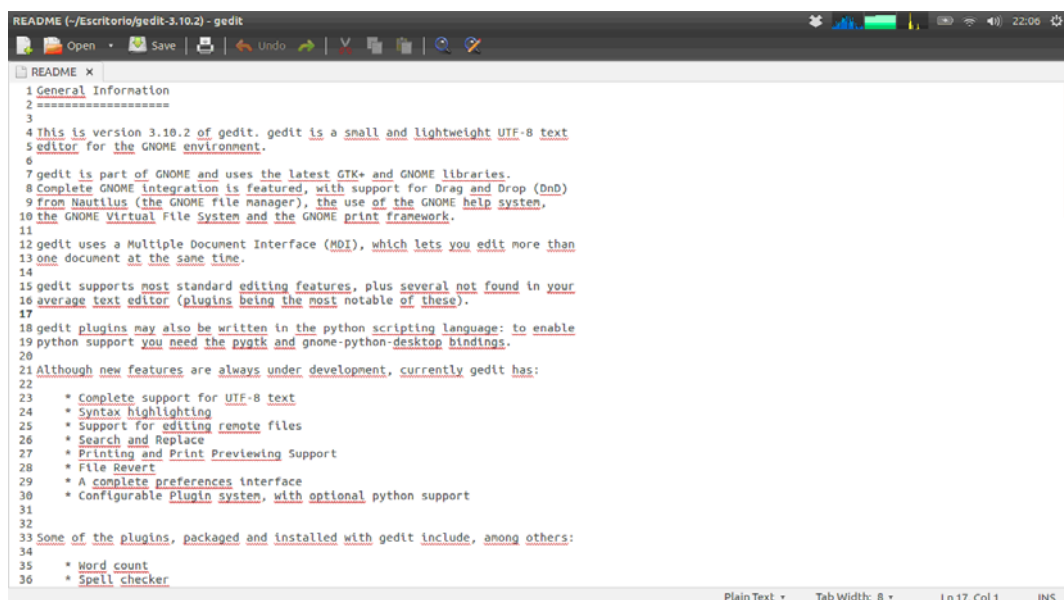 README (~/Escritorio/gedit-3.10.2) - gedit 22:06
Open Save Undo
README ×
1 General Information
2 ===================
3
4 This is version 3.10.2 of gedit. gedit is a small and lightweight UTF-8 text
5 editor for the GNOME environment.
6
7 gedit is part of GNOME and uses the latest GTK+ and GNOME libraries.
8 Complete GNOME integration is featured, with support for Drag and Drop (DnD)
9 from Nautilus (the GNOME file manager), the use of the GNOME help system,
10 the GNOME Virtual File System and the GNOME print framework.
11
12 gedit uses a Multiple Document Interface (MDI), which lets you edit more than
13 one document at the same time.
14
15 gedit supports most standard editing features, plus several not found in your
16 average text editor (plugins being the most notable of these).
17
18 gedit plugins may also be written in the python scripting language: to enable
19 python support you need the pygtk and gnome-python-desktop bindings.
20
21 Although new features are always under development, currently gedit has:
22
23 * Complete support for UTF-8 text
24 * Syntax highlighting
25 * Support for editing remote files
26 * Search and Replace
27 * Printing and Print Previewing Support
28 * File Revert
29 * A complete preferences interface
30 * Configurable Plugin system, with optional python support
31
32
33 Some of the plugins, packaged and installed with gedit include, among others:
34
35 * Word count
36 * Spell checker
Plain Text Tab Width: 8 Ln 17, Col 1 INS